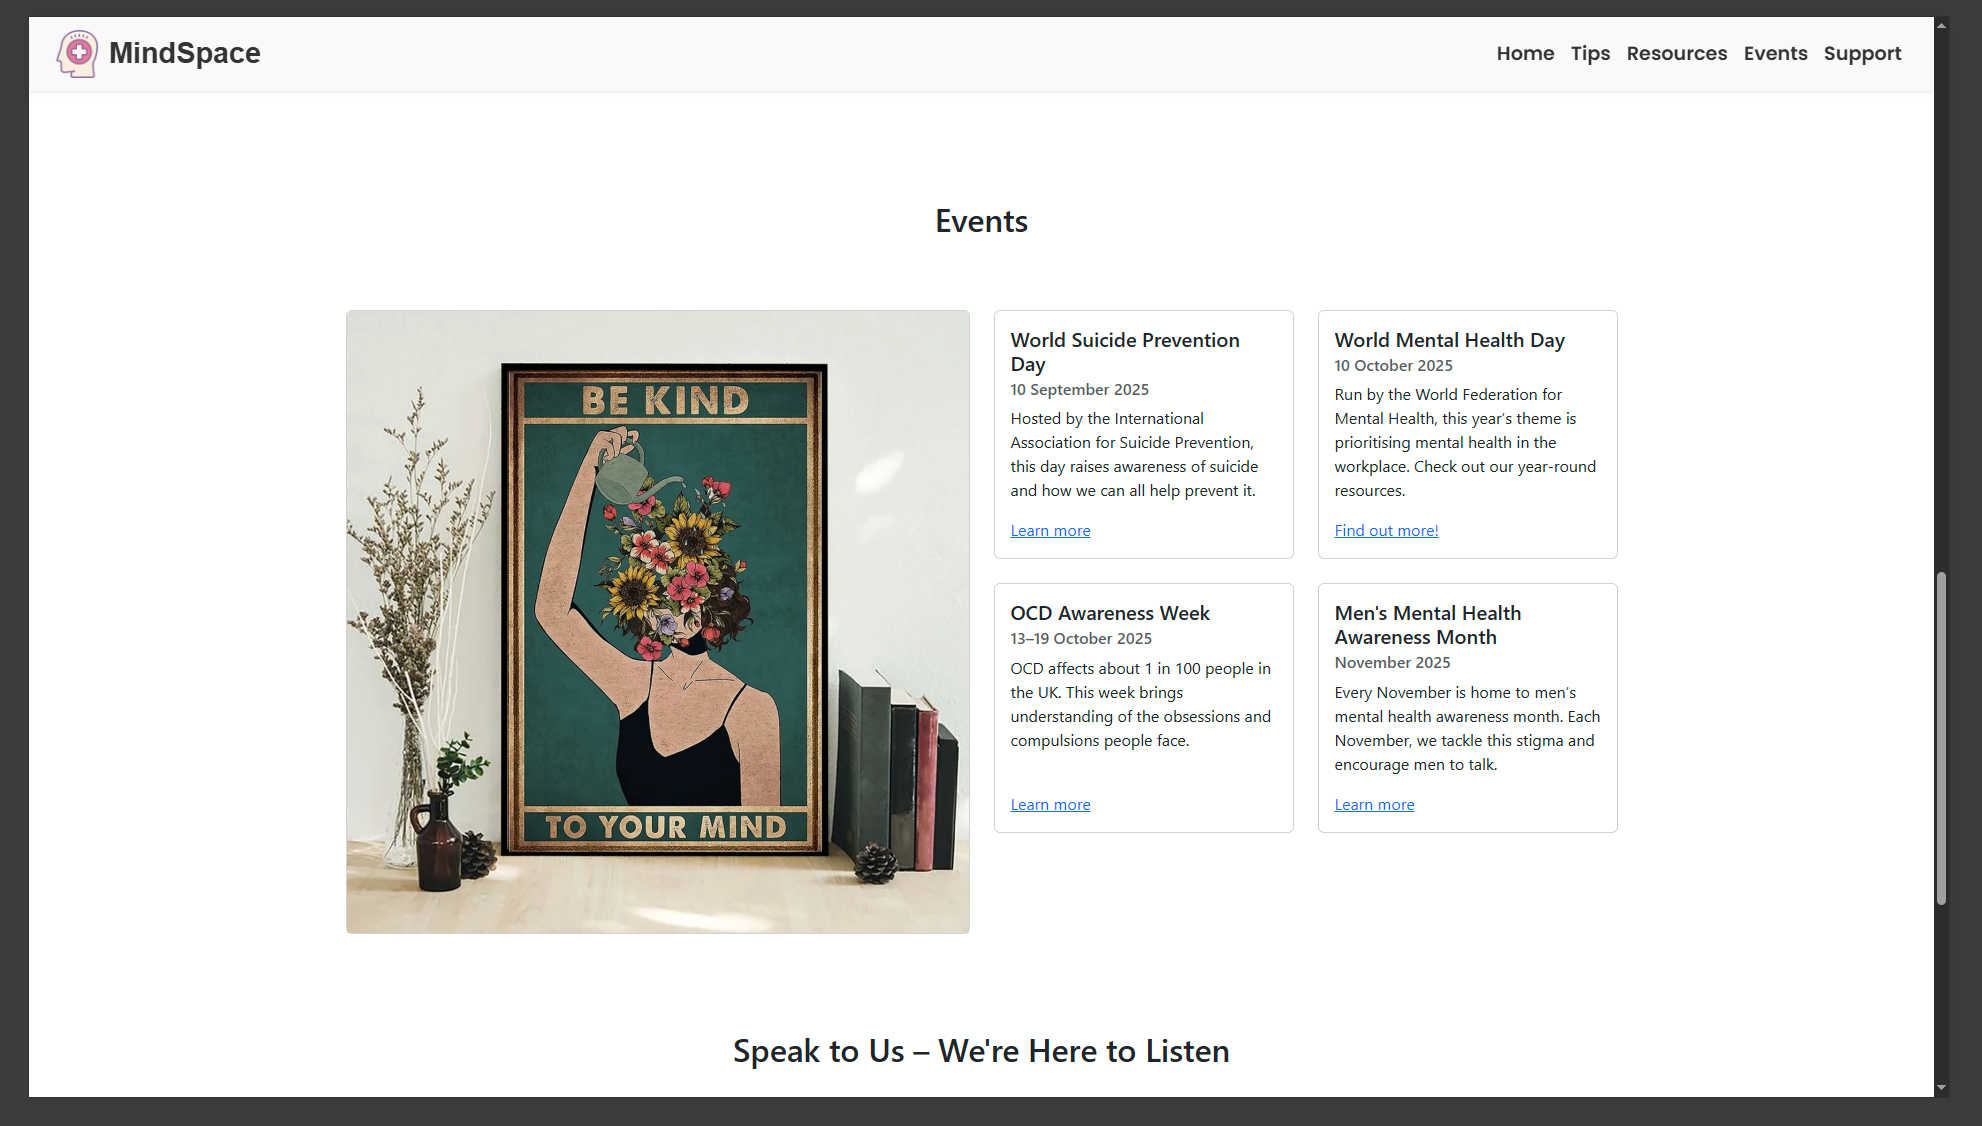 MindSpace
Home Tips Resources Events Support
Events
BE KIND
TO YOUR MIND
World Suicide Prevention
Day
10 September 2025
Hosted by the International
Association for Suicide Prevention,
this day raises awareness of suicide
and how we can all help prevent it.
Learn more
World Mental Health Day
10 October 2025
Run by the World Federation for
Mental Health, this year’s theme is
prioritising mental health in the
workplace. Check out our year-round
resources.
Find out more!
OCD Awareness Week
13–19 October 2025
OCD affects about 1 in 100 people in
the UK. This week brings
understanding of the obsessions and
compulsions people face.
Learn more
Men's Mental Health
Awareness Month
November 2025
Every November is home to men’s
mental health awareness month. Each
November, we tackle this stigma and
encourage men to talk.
Learn more
Speak to Us – We're Here to Listen